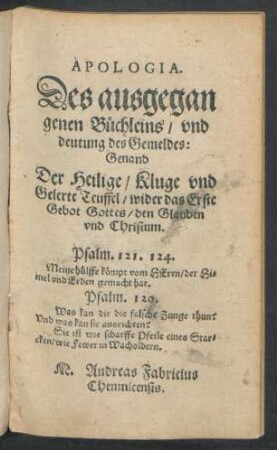 APOLOGIA.
Des ausgegan
genen Büchleins/ vnd
deutung des Gemeldes:
Genand
Der Heilige/ Kluge vnd
Gelerte Teuffel/ wider das Erste
Gebot Gottes/ den Glauben
vnd Christum.
Psalm. 121. 124.
Meine hülffe kömpt vom HErrn/ der Hi-
mel vnd Erden gemacht hat.
Psalm. 120.
Was kan dir die falsche Zunge thun?
Vnd was kan sie ausrichten?
Sie ist wie scharffe Pfeile eines Star-
cken/ wie Fewer in Wacholdern.
M. Andreas Fabricius
Chemnicensis.